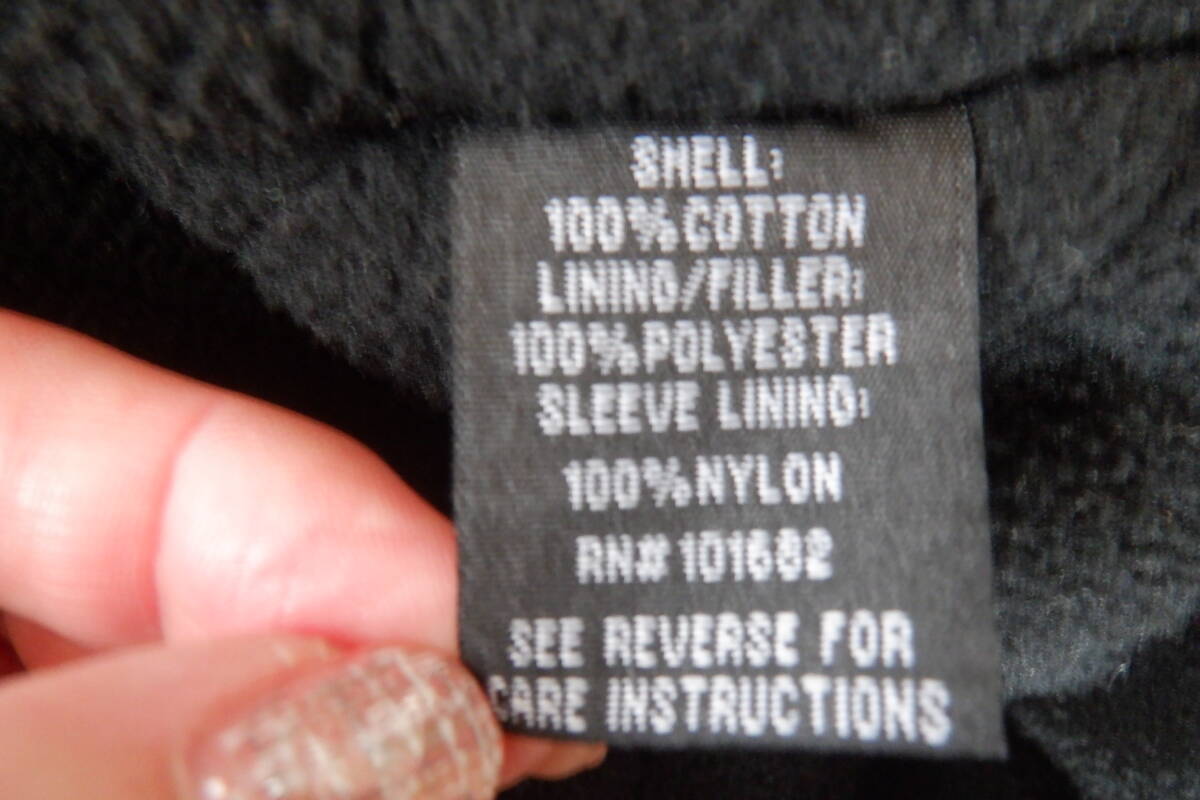 SHELL:
100% COTTON
LINING/FILLER:
100% POLYESTER
SLEEVE LINING:
100% NYLON
RN# 101682
SEE REVERSE FOR
CARE INSTRUCTIONS